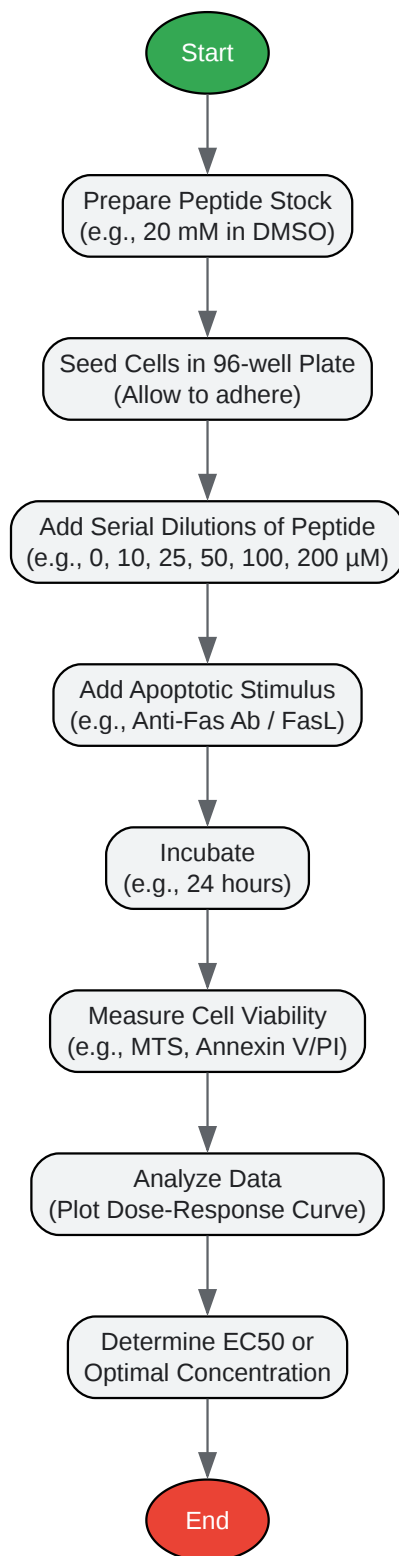 Start
Prepare Peptide Stock
(e.g., 20 mM in DMSO)
Seed Cells in 96-well Plate
(Allow to adhere)
Add Serial Dilutions of Peptide
(e.g., 0, 10, 25, 50, 100, 200 µM)
Add Apoptotic Stimulus
(e.g., Anti-Fas Ab / FasL)
Incubate
(e.g., 24 hours)
Measure Cell Viability
(e.g., MTS, Annexin V/PI)
Analyze Data
(Plot Dose-Response Curve)
Determine EC50 or
Optimal Concentration
End